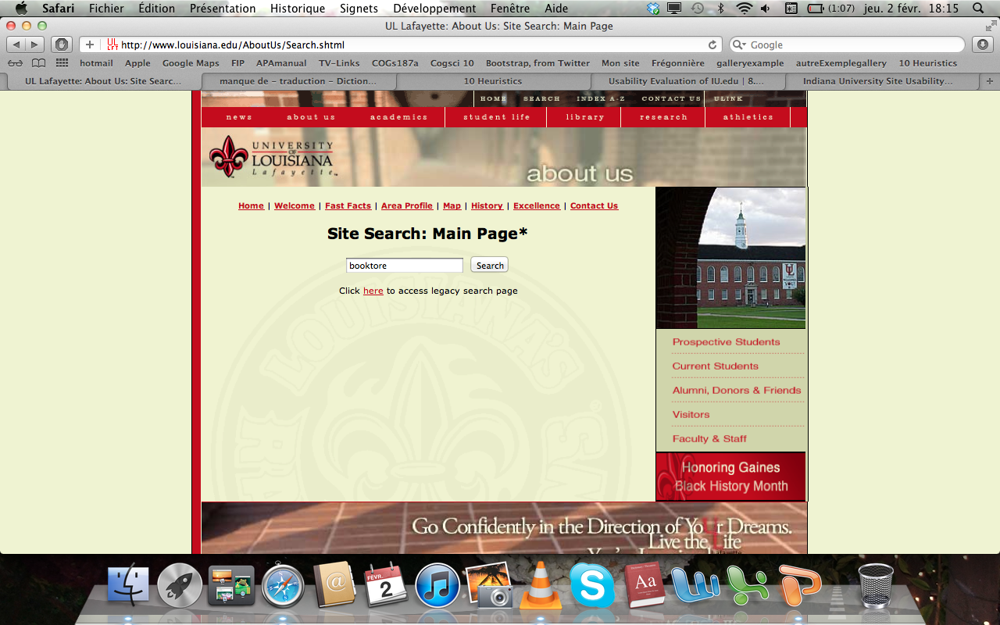 Safari Fichier Édition Présentation Historique Signets Développement Fenêtre Aide (1:07) jeu. 2 févr. 18:15
UL Lafayette: About Us: Site Search: Main Page
UL LFT http://www.louisiana.edu/AboutUs/Search.shtml Google
hotmail Apple Google Maps FIP APAmanual TV-Links COGs187a Cogsci 10 Bootstrap, from Twitter Mon site Frégonnière galleryexample autreExemplegallery 10 Heuristics
UL Lafayette: About Us: Site Searc... manque de – traduction – Diction... 10 Heuristics Usability Evaluation of IU.edu | 8.... Indiana University Site Usability...
HOME SEARCH INDEX A-Z CONTACT US ULINK
news about us academics student life library research athletics
UNIVERSITY
OF
LOUISIANA
Lafayette™
about us
Home | Welcome | Fast Facts | Area Profile | Map | History | Excellence | Contact Us
Site Search: Main Page*
booktore Search
Click here to access legacy search page
LOUISIANA'S
UL
Prospective Students
Current Students
Alumni, Donors & Friends
Visitors
Faculty & Staff
Honoring Gaines
Black History Month
Go Confidently in the Direction of YoUr Dreams.
Live the Life
Lafayette
FÉVR.
2
Aa